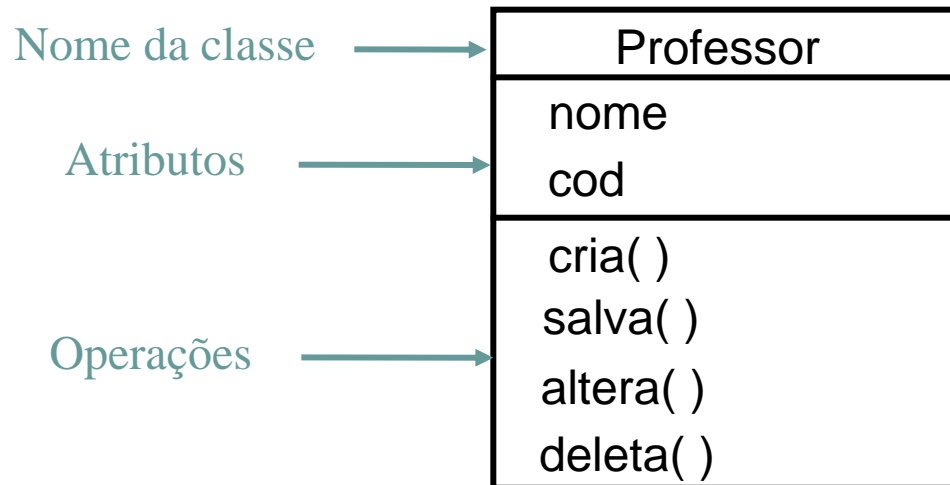 Nome da classe
Professor
Atributos
nome
cod
Operações
cria( )
salva( )
altera( )
deleta( )